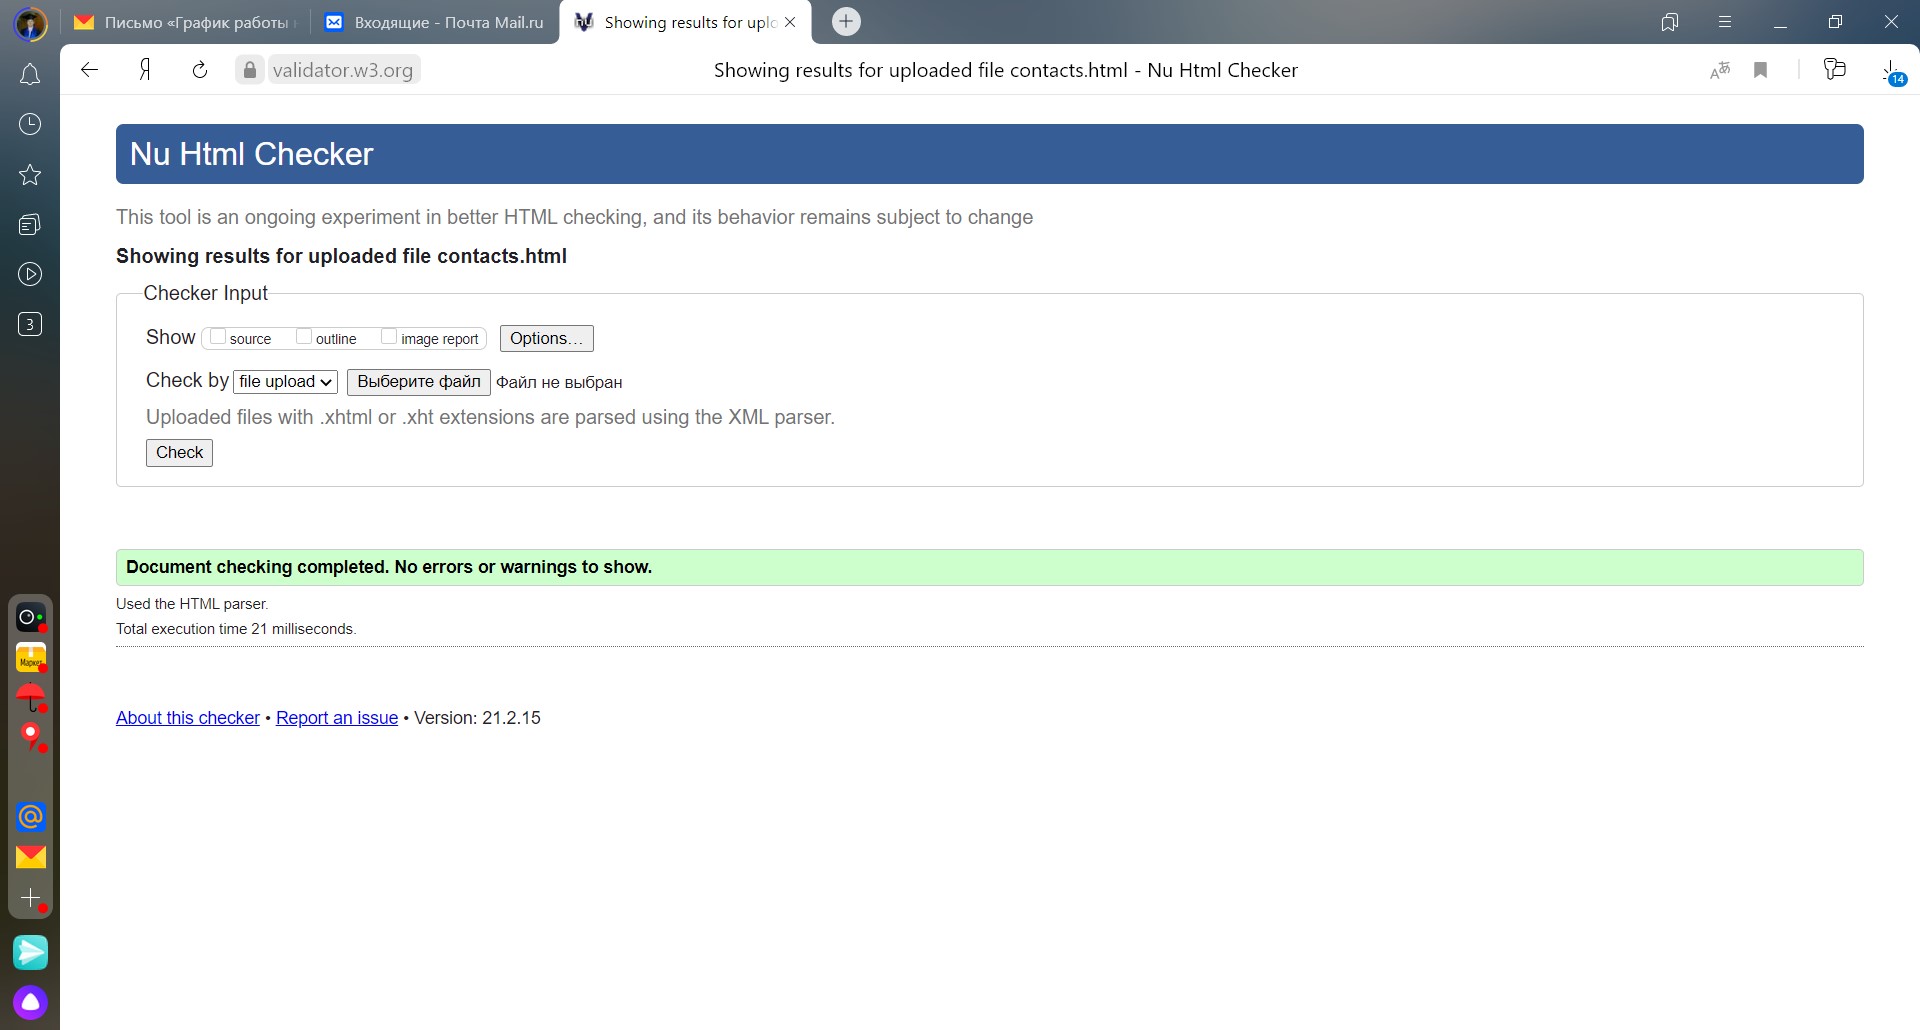 Письмо «График работы
Входящие - Почта Mail.ru
Showing results for uplo
validator.w3.org
Showing results for uploaded file contacts.html - Nu Html Checker
14
3
Nu Html Checker
This tool is an ongoing experiment in better HTML checking, and its behavior remains subject to change
Showing results for uploaded file contacts.html
Checker Input
Show source outline image report Options...
Check by file upload Выберите файл Файл не выбран
Uploaded files with .xhtml or .xht extensions are parsed using the XML parser.
Check
Document checking completed. No errors or warnings to show.
Used the HTML parser.
Total execution time 21 milliseconds.
Маркет
About this checker • Report an issue • Version: 21.2.15